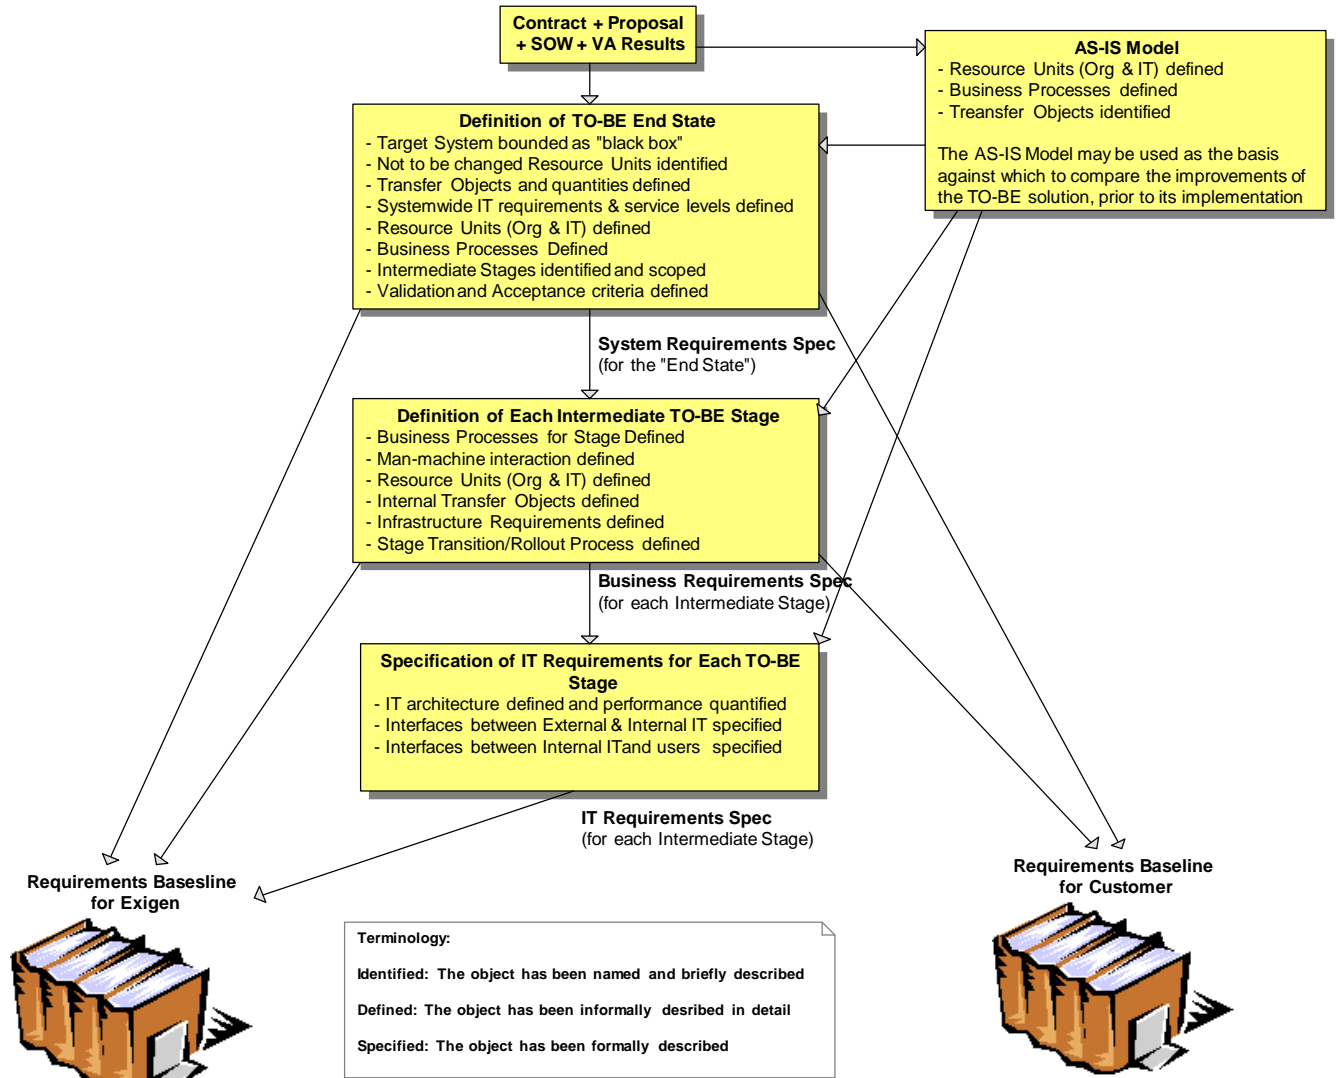 Contract + Proposal
+ SOW + VA Results
AS-IS Model
- Resource Units (Org & IT) defined
- Business Processes defined
- Treansfer Objects identified
The AS-IS Model may be used as the basis
against which to compare the improvements of
the TO-BE solution, prior to its implementation
Definition of TO-BE End State
- Target System bounded as "black box"
- Not to be changed Resource Units identified
- Transfer Objects and quantities defined
- Systemwide IT requirements & service levels defined
- Resource Units (Org & IT) defined
- Business Processes Defined
- Intermediate Stages identified and scoped
- Validation and Acceptance criteria defined
System Requirements Spec
(for the "End State")
Definition of Each Intermediate TO-BE Stage
- Business Processes for Stage Defined
- Man-machine interaction defined
- Resource Units (Org & IT) defined
- Internal Transfer Objects defined
- Infrastructure Requirements defined
- Stage Transition/Rollout Process defined
Business Requirements Spec
(for each Intermediate Stage)
Specification of IT Requirements for Each TO-BE
Stage
- IT architecture defined and performance quantified
- Interfaces between External & Internal IT specified
- Interfaces between Internal ITand users specified
IT Requirements Spec
(for each Intermediate Stage)
Requirements Basesline
for Exigen
Requirements Baseline
for Customer
Terminology:
Identified: The object has been named and briefly described
Defined: The object has been informally desribed in detail
Specified: The object has been formally described